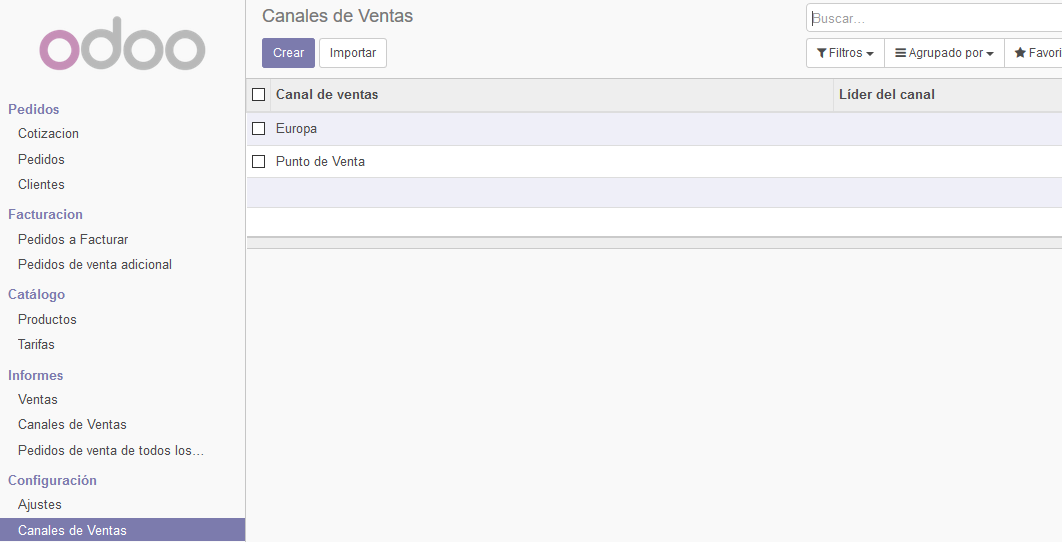 odoo
Pedidos
Cotizacion
Pedidos
Clientes
Facturacion
Pedidos a Facturar
Pedidos de venta adicional
Catálogo
Productos
Tarifas
Informes
Ventas
Canales de Ventas
Pedidos de venta de todos los...
Configuración
Ajustes
Canales de Ventas
Canales de Ventas
Buscar...
Crear Importar
Filtros Agrupado por Favori
Canal de ventas Líder del canal
Europa
Punto de Venta